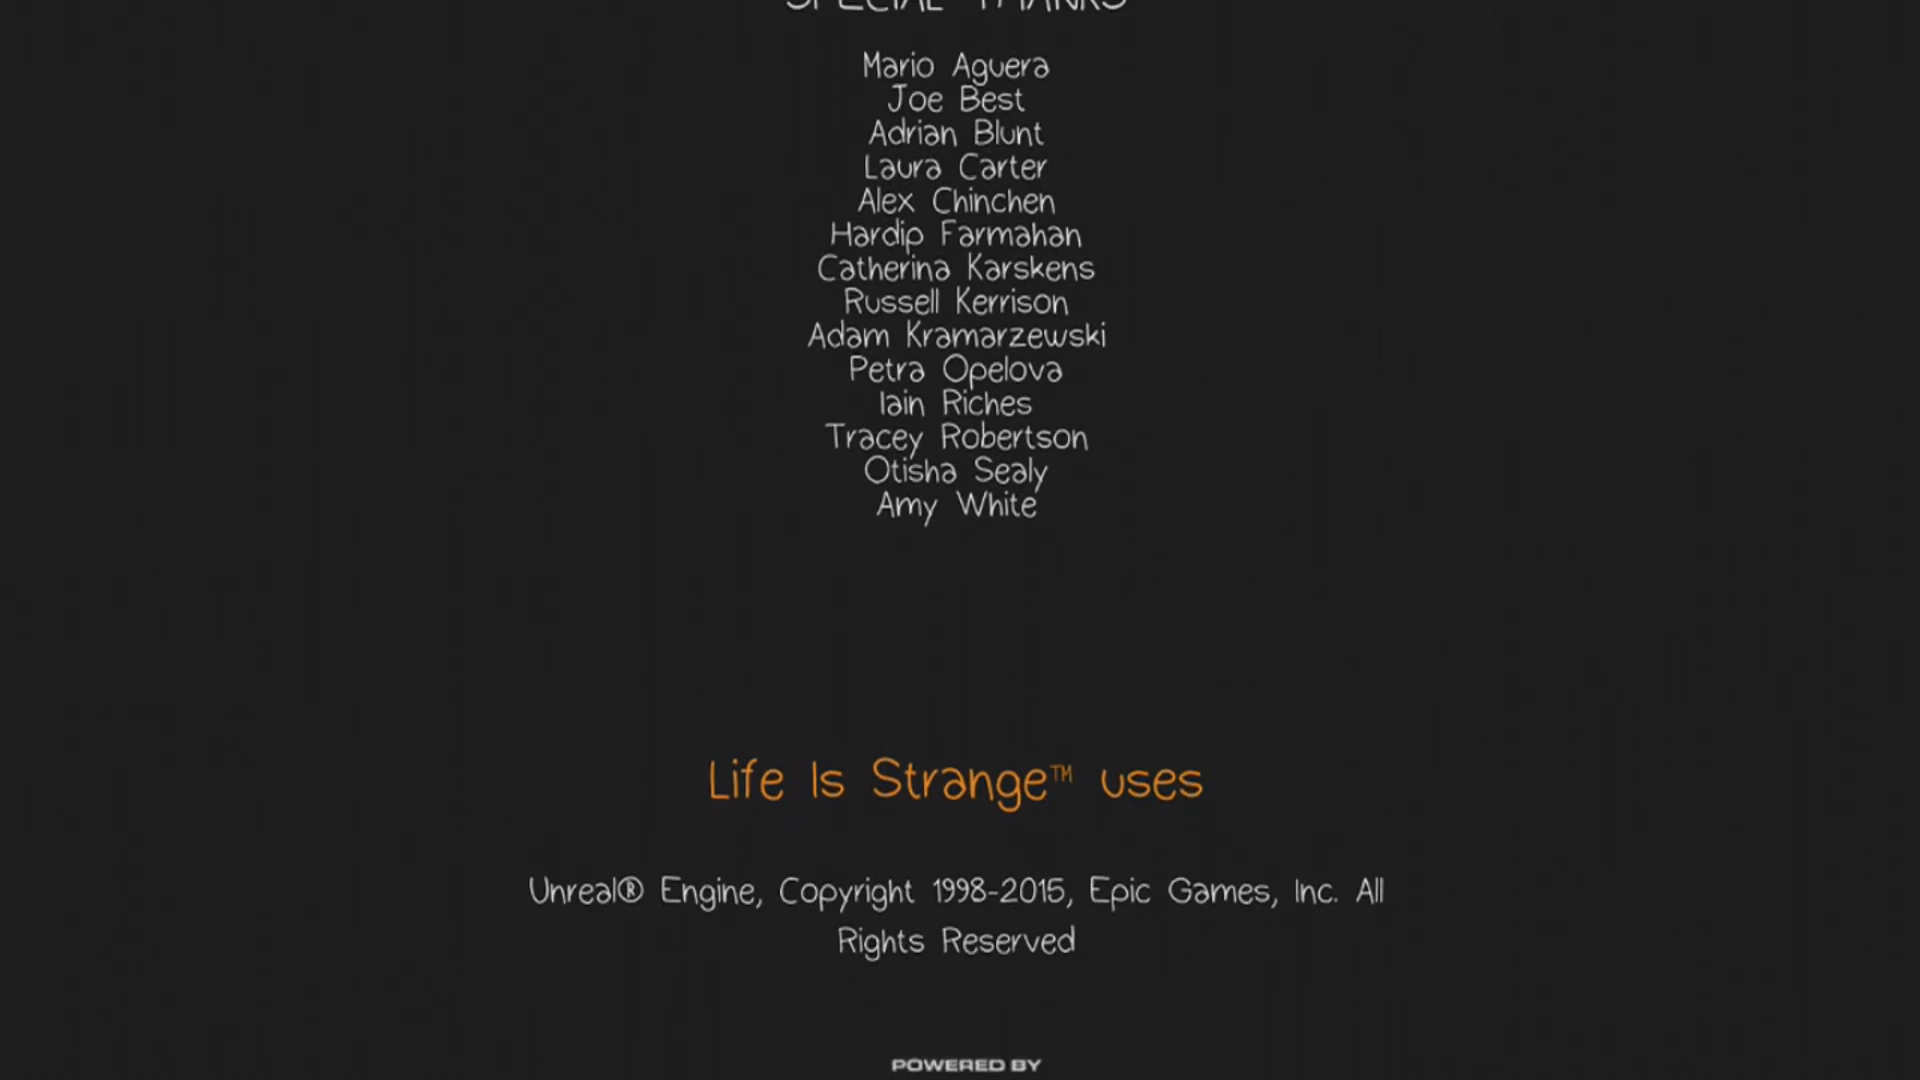 SPECIAL THANKS
Mario Aguera
Joe Best
Adrian Blunt
Laura Carter
Alex Chinchen
Hardip Farmahan
Catherina Karskens
Russell Kerrison
Adam Kramarzewski
Petra Opelova
Iain Riches
Tracey Robertson
Otisha Sealy
Amy White
Life Is Strange™ uses
Unreal® Engine, Copyright 1998-2015, Epic Games, Inc. All
Rights Reserved
POWERED BY